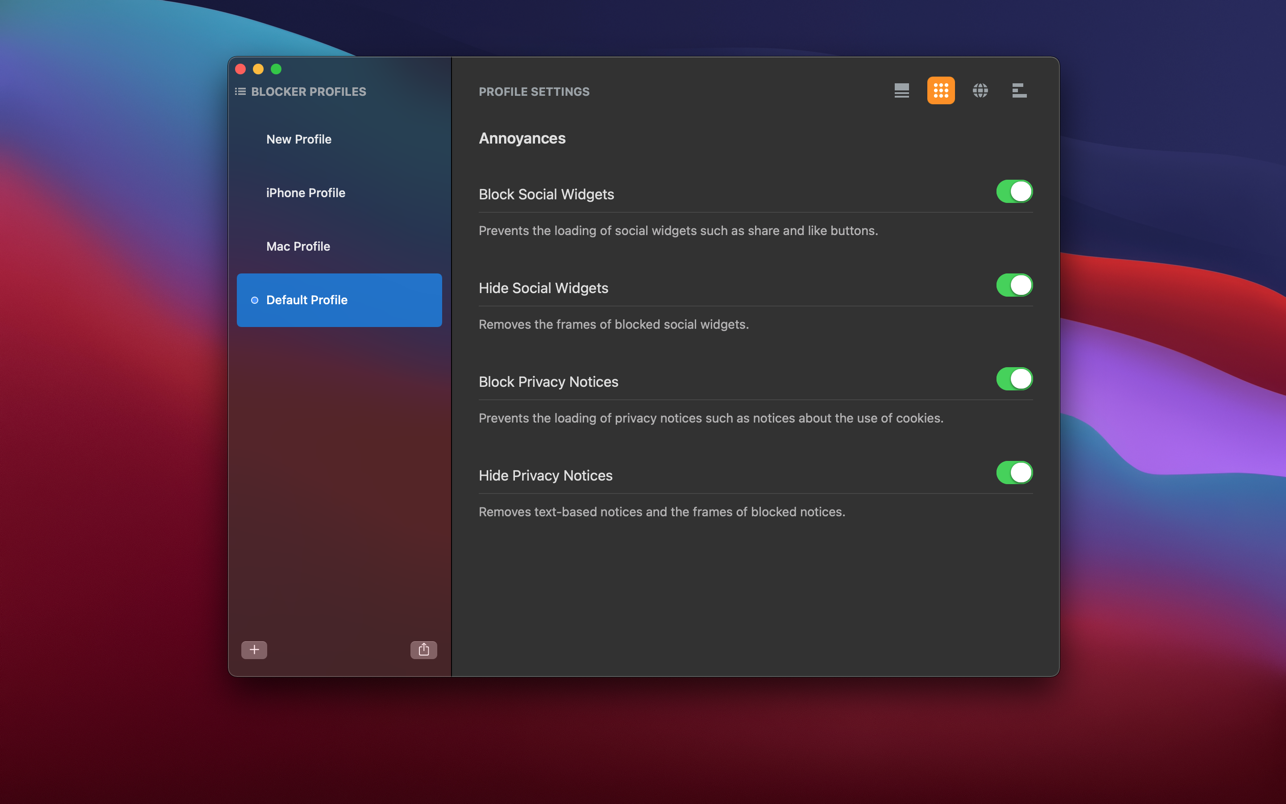 BLOCKER PROFILES
New Profile
iPhone Profile
Mac Profile
Default Profile
PROFILE SETTINGS
Annoyances
Block Social Widgets
Prevents the loading of social widgets such as share and like buttons.
Hide Social Widgets
Removes the frames of blocked social widgets.
Block Privacy Notices
Prevents the loading of privacy notices such as notices about the use of cookies.
Hide Privacy Notices
Removes text-based notices and the frames of blocked notices.